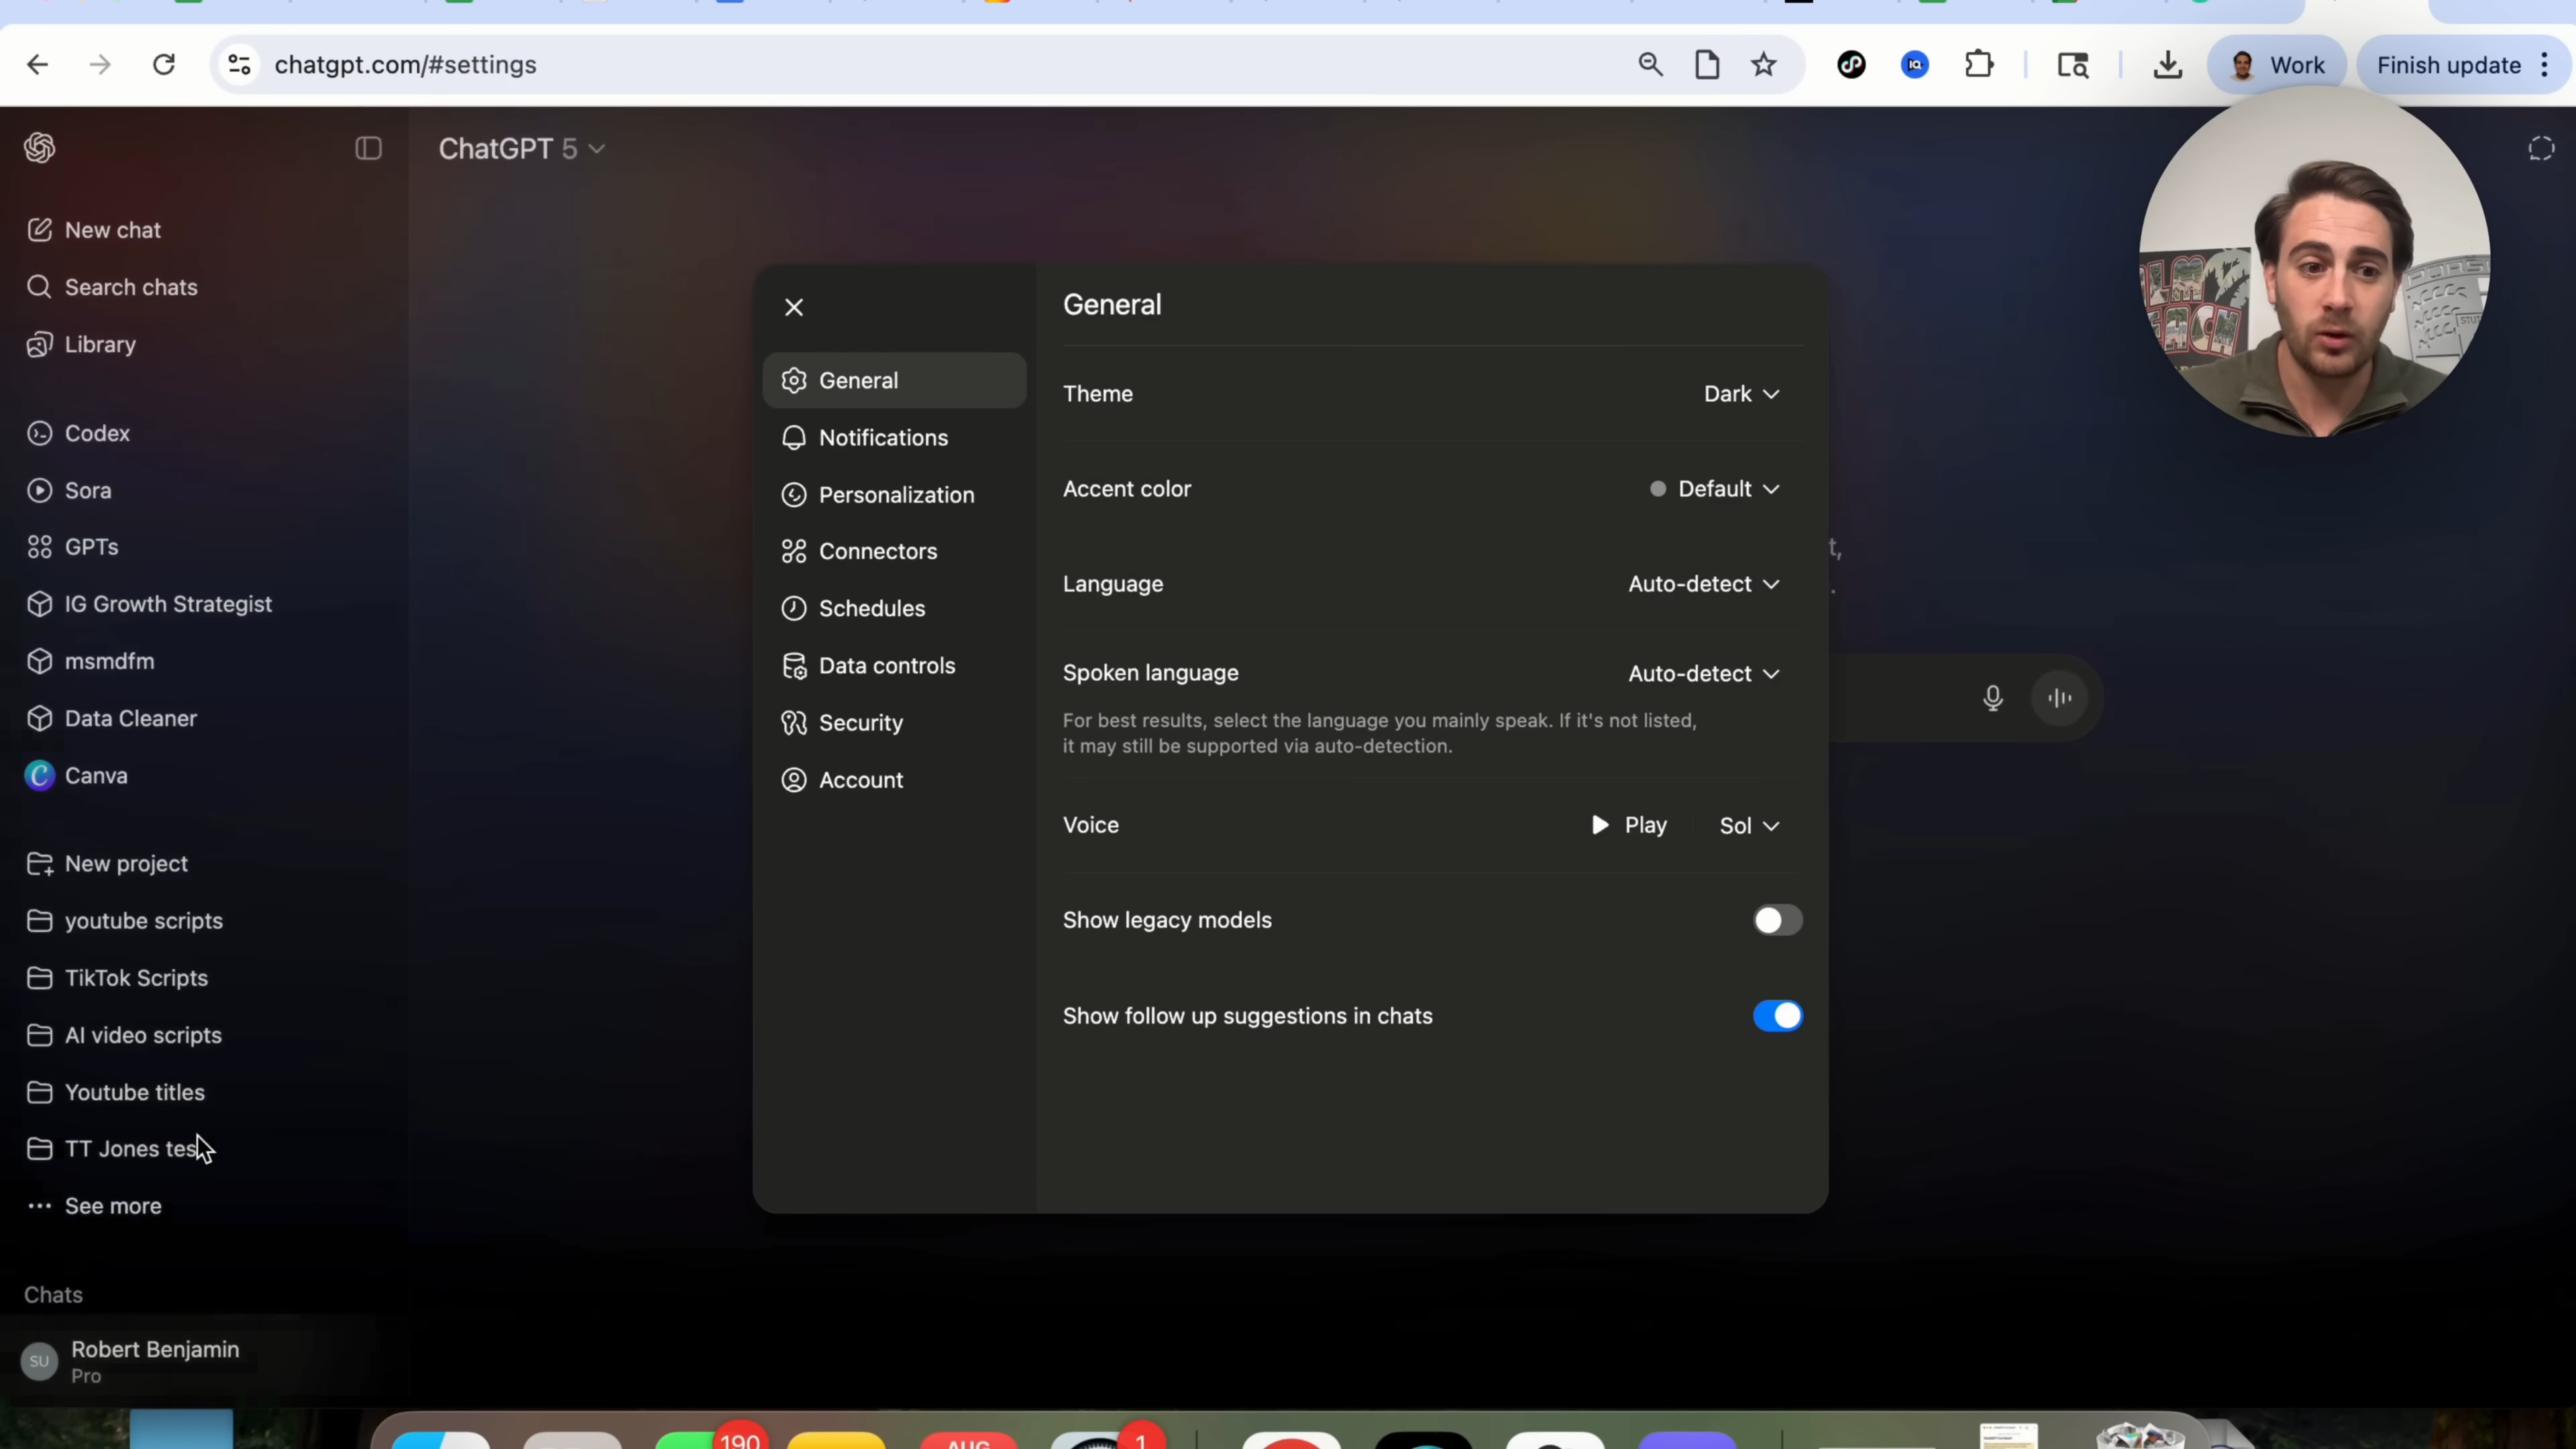 chatgpt.com/#settings
Work
Finish update
ChatGPT 5
New chat
Search chats
Library
Codex
Sora
GPTs
IG Growth Strategist
msmdfm
Data Cleaner
Canva
New project
youtube scripts
TikTok Scripts
AI video scripts
Youtube titles
TT Jones tes
See more
Chats
SU
Robert Benjamin
Pro
General
Notifications
Personalization
Connectors
Schedules
Data controls
Security
Account
General
Theme
Dark
Accent color
Default
Language
Auto-detect
Spoken language
Auto-detect
For best results, select the language you mainly speak. If it's not listed,
it may still be supported via auto-detection.
Voice
Play
Sol
Show legacy models
Show follow up suggestions in chats
t,
.
190
AUG
1